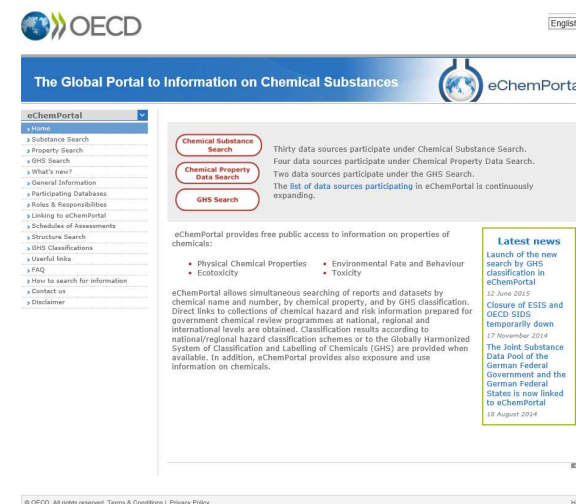 OECD
English
The Global Portal to Information on Chemical Substances
eChemPorta
eChemPortal
Home
Substance Search
Property Search
GHS Search
What's new?
General Information
Participating Databases
Roles & Responsibilities
Linking to eChemPortal
Schedules of Assessments
Structure Search
GHS Classifications
Useful links
FAQ
How to search for information
Contact us
Disclaimer
Chemical Substance
Search
Chemical Property
Data Search
GHS Search
Thirty data sources participate under Chemical Substance Search.
Four data sources participate under Chemical Property Data Search.
Two data sources participate under the GHS Search.
The list of data sources participating in eChemPortal is continuously
expanding.
eChemPortal provides free public access to information on properties of
chemicals:
• Physical Chemical Properties
• Ecotoxicity
• Environmental Fate and Behaviour
• Toxicity
eChemPortal allows simultaneous searching of reports and datasets by
chemical name and number, by chemical property, and by GHS classification.
Direct links to collections of chemical hazard and risk information prepared for
government chemical review programmes at national, regional and
international levels are obtained. Classification results according to
national/regional hazard classification schemes or to the Globally Harmonized
System of Classification and Labelling of Chemicals (GHS) are provided when
available. In addition, eChemPortal provides also exposure and use
information on chemicals.
Latest news
Launch of the new
search by GHS
classification in
eChemPortal
12 June 2015
Closure of ESIS and
OECD SIDS
temporarily down
17 November 2014
The Joint Substance
Data Pool of the
German Federal
Government and the
German Federal
States is now linked
to eChemPortal
18 August 2014
© OECD. All rights reserved. Terms & Conditions | Privacy Policy